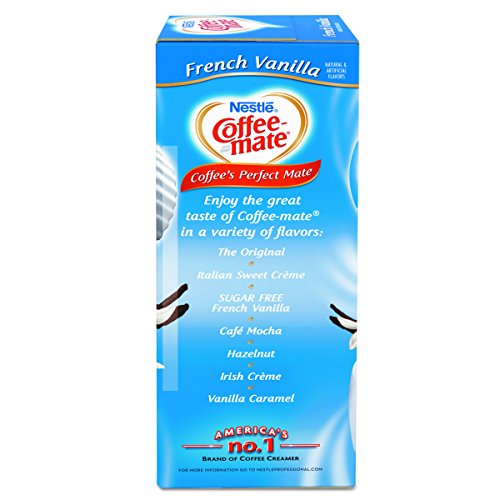 French Vanilla
NATURAL &
ARTIFICIAL
FLAVORS
French Vanilla
Nestlé®
Coffee-
mate®
Coffee's Perfect Mate
Enjoy the great
taste of Coffee-mate®
in a variety of flavors:
The Original
Italian Sweet Crème
SUGAR FREE
French Vanilla
Café Mocha
Hazelnut
Irish Crème
Vanilla Caramel
AMERICA'S
no.1
BRAND OF COFFEE CREAMER
FOR MORE INFORMATION GO TO NESTLEPROFESSIONAL.COM